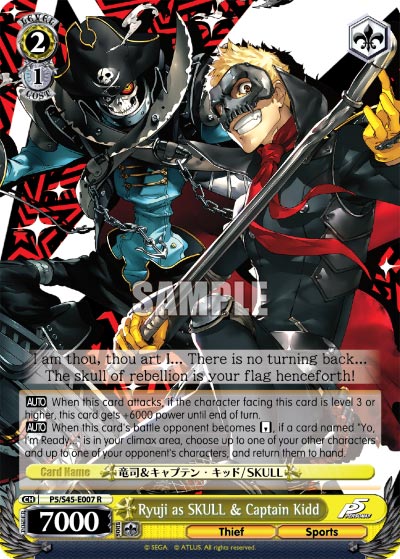 LEVEL
2
1
COST
SAMPLE
I am thou, thou art I... There is no turning back...
The skull of rebellion is your flag henceforth!
AUTO When this card attacks, if the character facing this card is level 3 or
higher, this card gets +6000 power until end of turn.
AUTO When this card's battle opponent becomes, if a card named "Yo,
I'm Ready..." is in your climax area, choose up to one of your other characters
and up to one of your opponent's characters, and return them to hand.
Card Name 竜司&キャプテン・キッド/SKULL
CH P5/S45-E007 R
Ryuji as SKULL & Captain Kidd
P5
PERSONA5
7000
Thief
Sports
© SEGA. © ATLUS. All rights reserved.